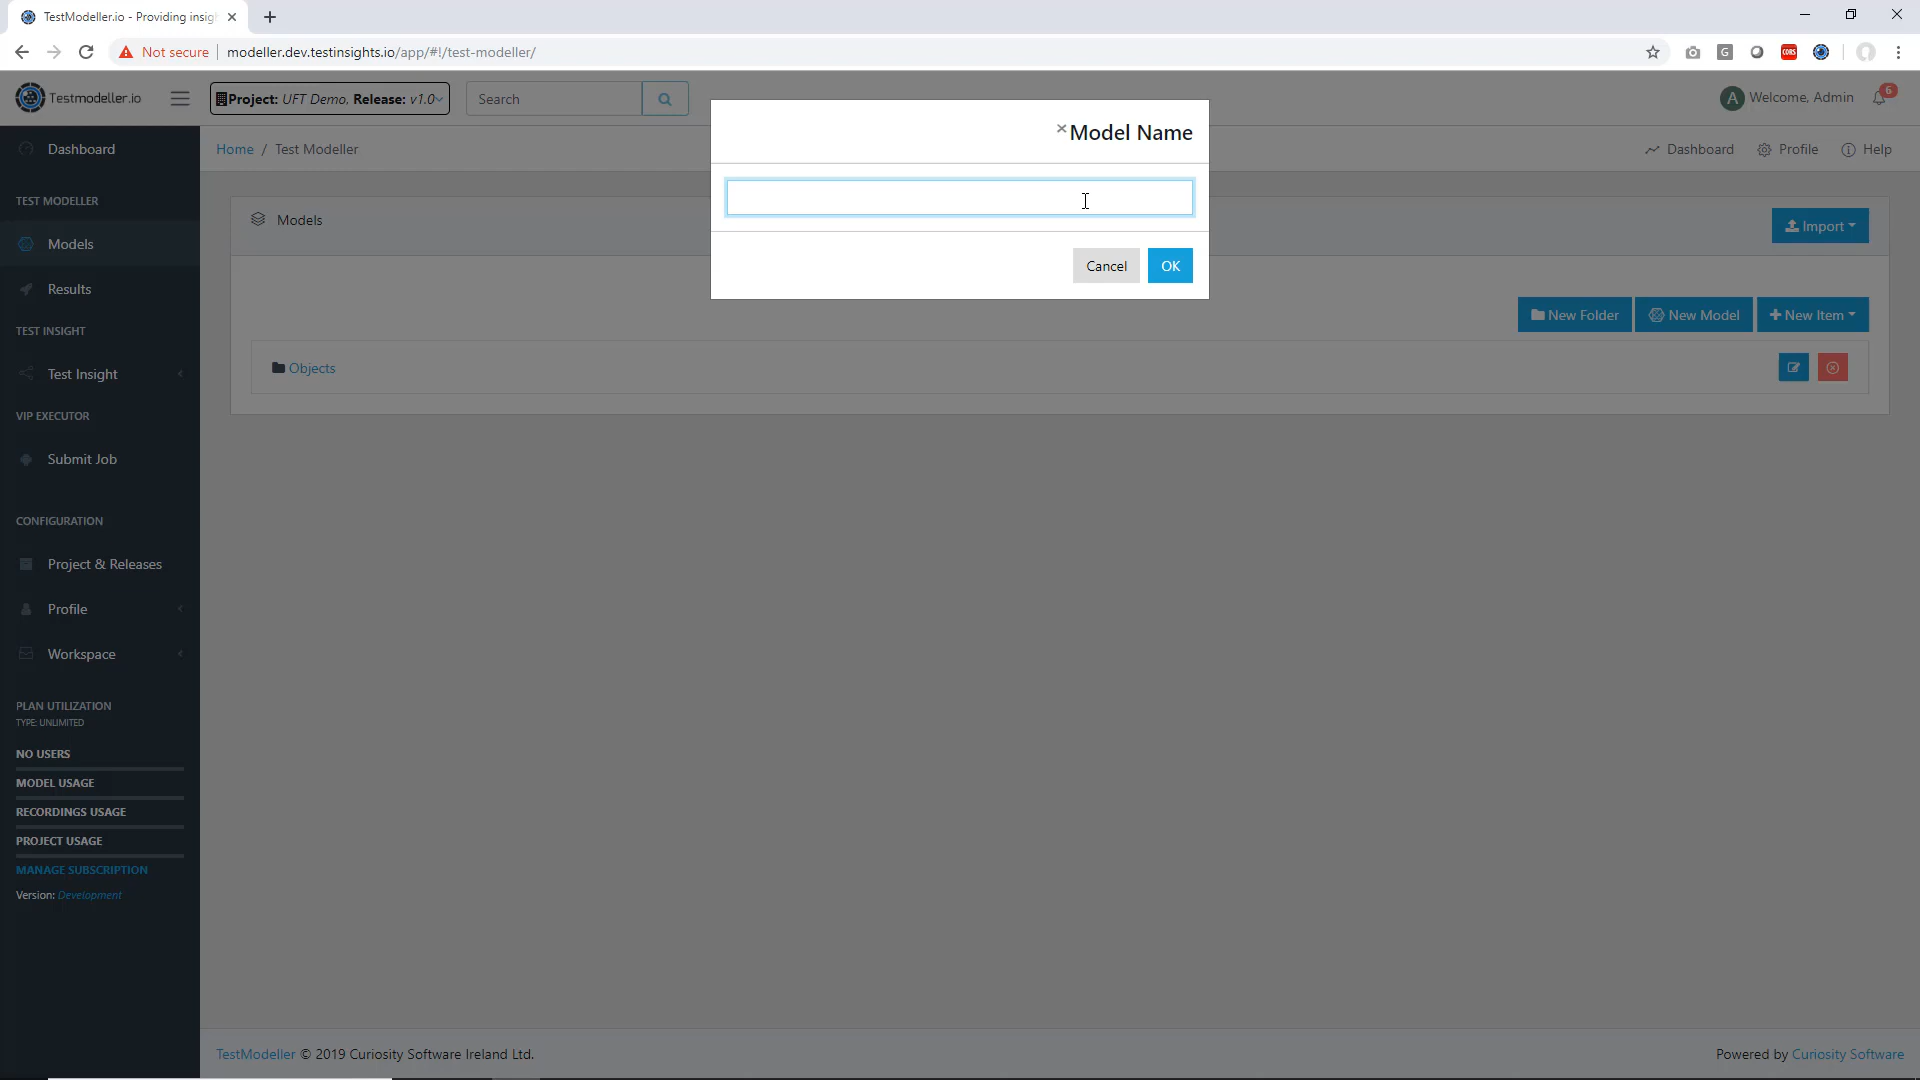 TestModeller.io - Providing insig
Not secure
modeller.dev.testinsights.io/app/#!/test-modeller/
Testmodeller.io
Project: UFT Demo, Release: v1.0
Search
Welcome, Admin
6
Model Name
Cancel
OK
Home / Test Modeller
Dashboard
Profile
Help
Dashboard
TEST MODELLER
Models
Results
TEST INSIGHT
Test Insight
VIP EXECUTOR
Submit Job
CONFIGURATION
Project & Releases
Profile
Workspace
PLAN UTILIZATION
TYPE: UNLIMITED
NO USERS
MODEL USAGE
RECORDINGS USAGE
PROJECT USAGE
MANAGE SUBSCRIPTION
Version: Development
Models
Import
New Folder
New Model
New Item
Objects
TestModeller © 2019 Curiosity Software Ireland Ltd.
Powered by Curiosity Software